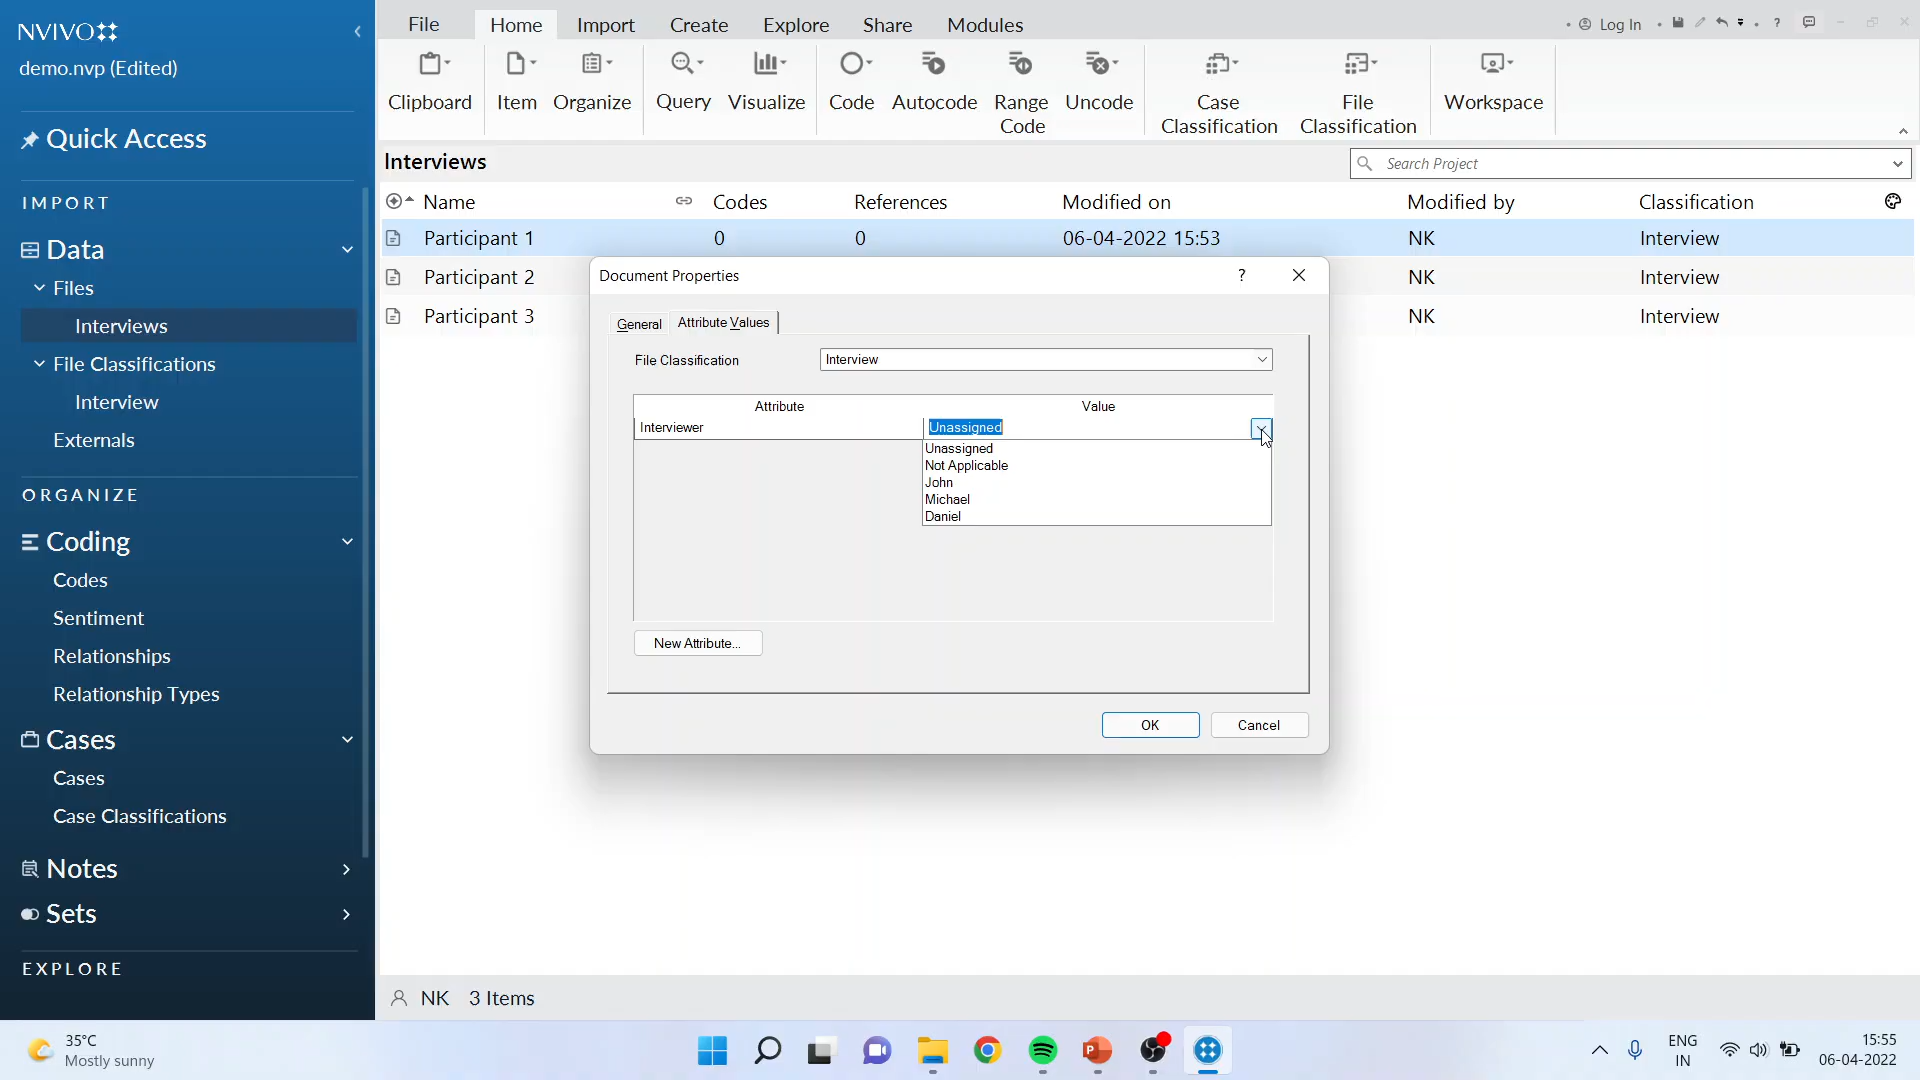 NVIVO
demo.nvp (Edited)
Quick Access
IMPORT
Data
Files
Interviews
File Classifications
Interview
Externals
ORGANIZE
Coding
Codes
Sentiment
Relationships
Relationship Types
Cases
Cases
Case Classifications
Notes
Sets
EXPLORE
File Home Import Create Explore Share Modules
Log In ?
Clipboard Item Organize Query Visualize Code Autocode Range Code Uncode Case Classification File Classification Workspace
Interviews
Search Project
Name Codes References Modified on Modified by Classification
Participant 1 0 0 06-04-2022 15:53 NK Interview
Participant 2 NK Interview
Participant 3 NK Interview
Document Properties ?
General Attribute Values
File Classification Interview
Attribute Value
Interviewer Unassigned
Unassigned
Not Applicable
John
Michael
Daniel
New Attribute...
OK Cancel
NK 3 Items
35°C
Mostly sunny
ENG
IN
15:55
06-04-2022